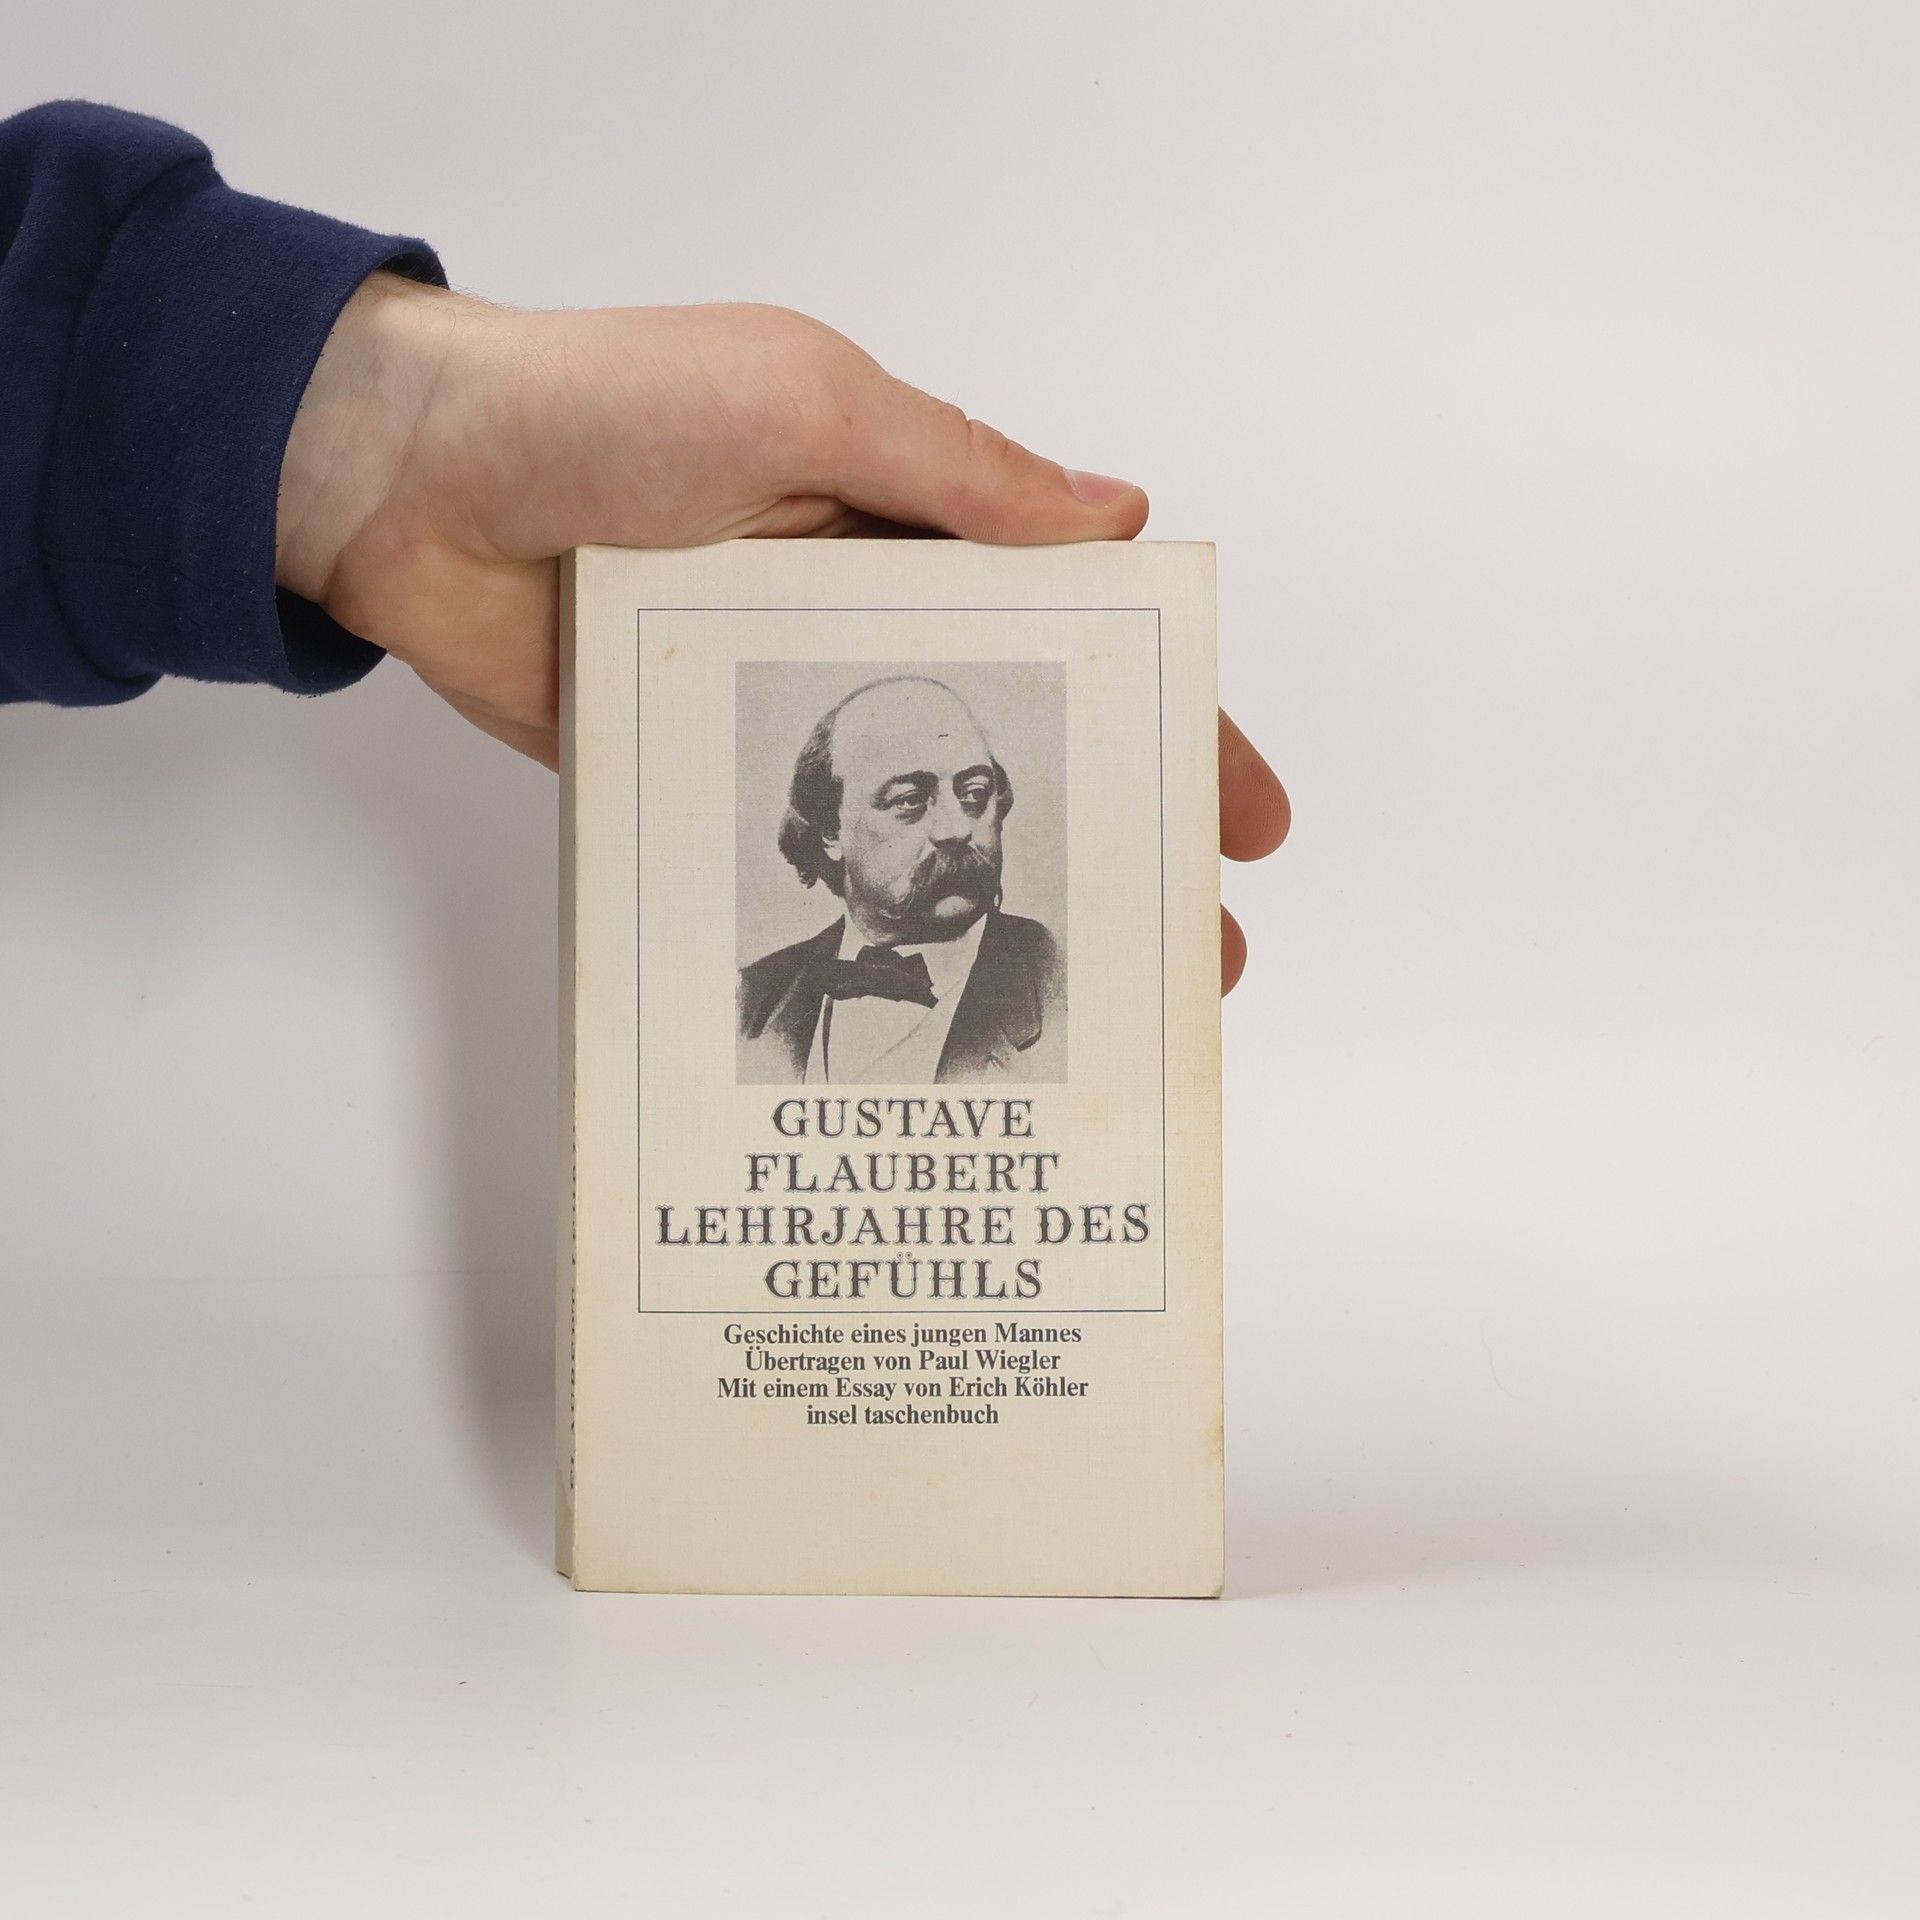 GUSTAVE
FLAUBERT
LEHRJAHRE DES
GEFÜHLS
Geschichte eines jungen Mannes
Übertragen von Paul Wiegler
Mit einem Essay von Erich Köhler
insel taschenbuch